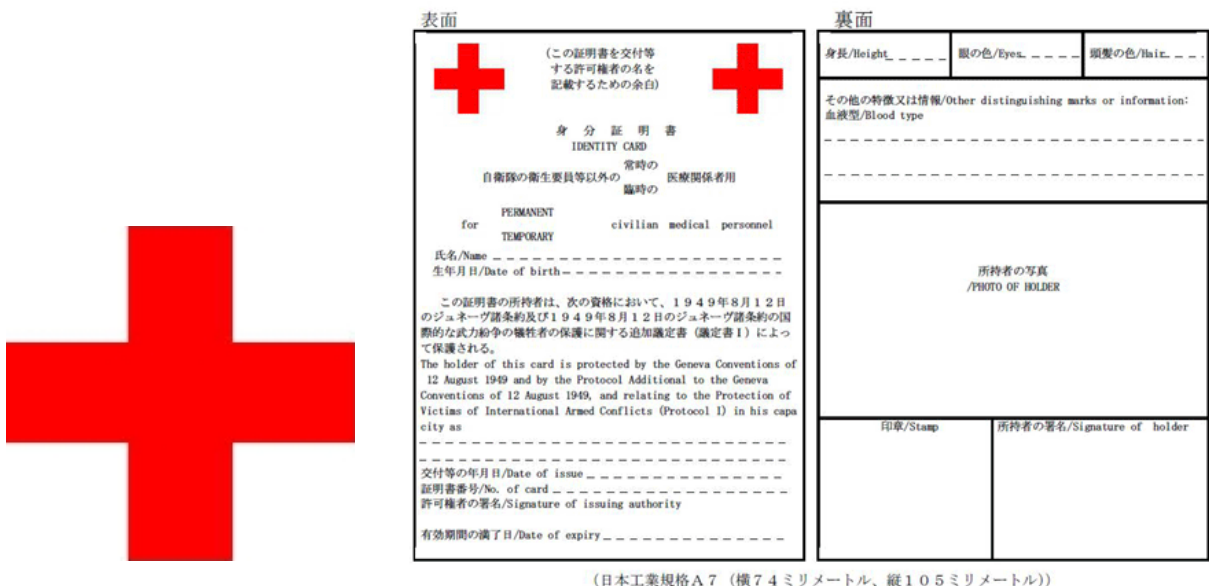 表面
(この証明書を交付等
する許可権者の名を
記載するための余白)
身 分 証 明 書
IDENTITY CARD
常時の
自衛隊の衛生要員等以外の 医療関係者用
臨時の
PERMANENT
for civilian medical personnel
TEMPORARY
氏名/Name
生年月日/Date of birth
この証明書の所持者は、次の資格において、1949年8月12日
のジュネーヴ諸条約及び1949年8月12日のジュネーヴ諸条約の国
際的な武力紛争の犠牲者の保護に関する追加議定書(議定書I)によっ
て保護される。
The holder of this card is protected by the Geneva Conventions of
12 August 1949 and by the Protocol Additional to the Geneva
Conventions of 12 August 1949, and relating to the Protection of
Victims of International Armed Conflicts (Protocol I) in his capa
city as
交付等の年月日/Date of issue
証明書番号/No. of card
許可権者の署名/Signature of issuing authority
有効期間の満了日/Date of expiry
裏面
身長/Height 眼の色/Eyes 頭髪の色/Hair
その他の特徴又は情報/Other distinguishing marks or information:
血液型/Blood type
所持者の写真
/PHOTO OF HOLDER
印章/Stamp 所持者の署名/Signature of holder
(日本工業規格A7(横74ミリメートル、縦105ミリメートル))